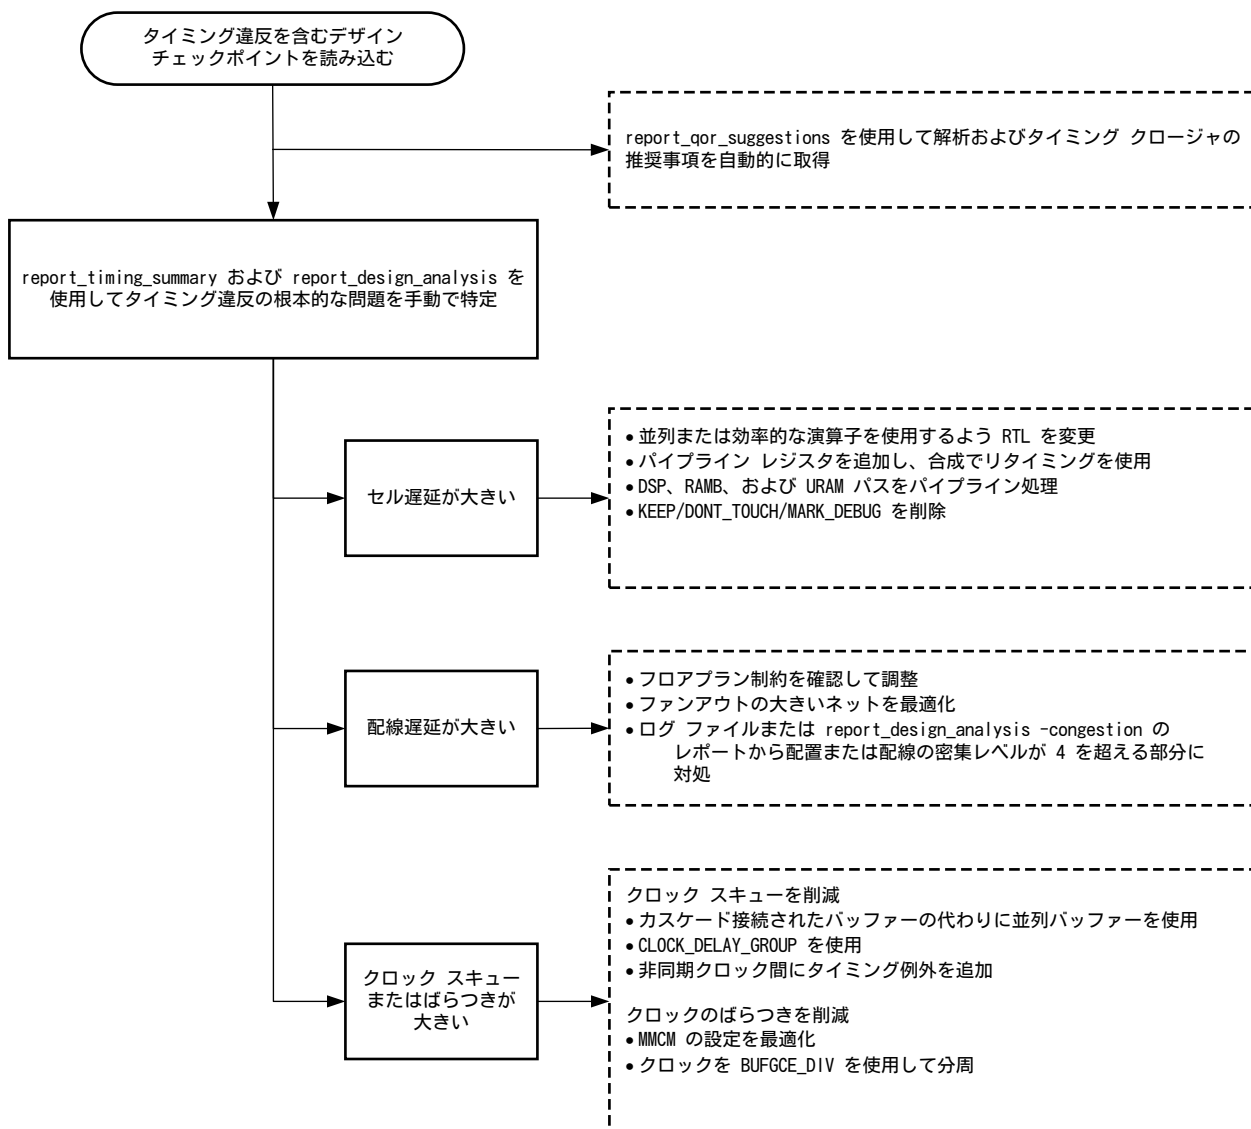 タイミング違反を含むデザイン
チェックポイントを読み込む
report_qor_suggestions を使用して解析およびタイミング クロージャの
推奨事項を自動的に取得
report_timing_summary および report_design_analysis を
使用してタイミング違反の根本的な問題を手動で特定
セル遅延が大きい
• 並列または効率的な演算子を使用するよう RTL を変更
• パイプライン レジスタを追加し、合成でリタイミングを使用
• DSP、RAMB、および URAM パスをパイプライン処理
• KEEP/DONT_TOUCH/MARK_DEBUG を削除
配線遅延が大きい
• フロアプラン制約を確認して調整
• ファンアウトの大きいネットを最適化
• ログ ファイルまたは report_design_analysis -congestion の
レポートから配置または配線の密集レベルが 4 を超える部分に
対処
クロック スキュー
またはばらつきが
大きい
クロック スキューを削減
• カスケード接続されたバッファーの代わりに並列バッファーを使用
• CLOCK_DELAY_GROUP を使用
• 非同期クロック間にタイミング例外を追加
クロックのばらつきを削減
• MMCM の設定を最適化
• クロックを BUFGCE_DIV を使用して分周